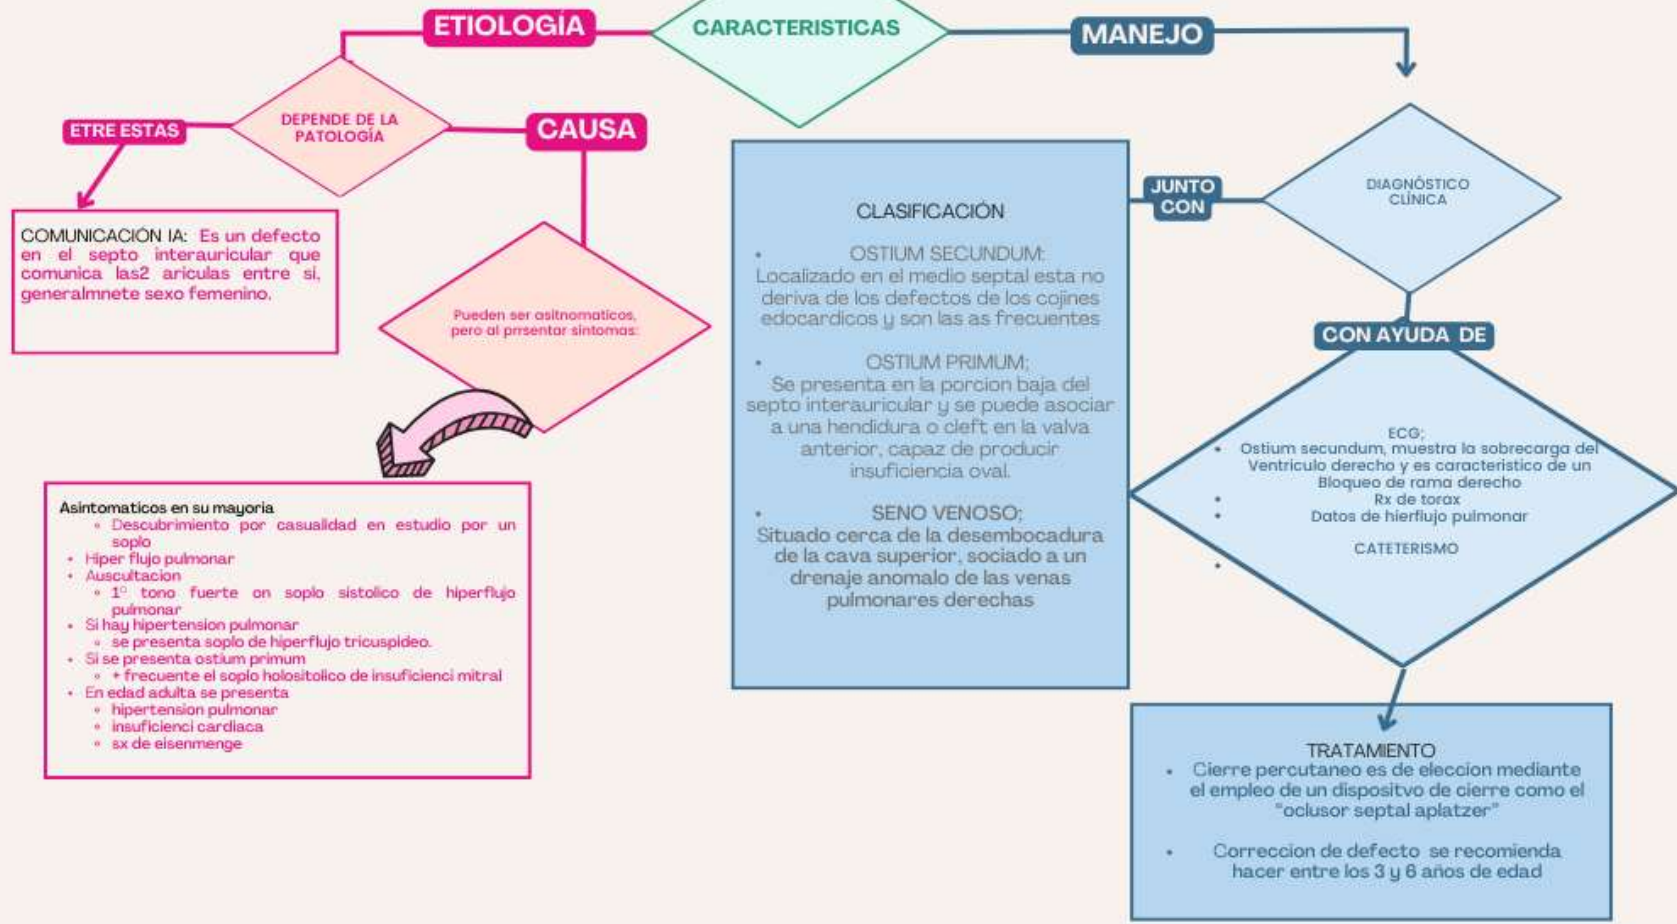 ETIOLOGÍA
CARACTERISTICAS
MANEJO
ETRE ESTAS
DEPENDE DE LA
PATOLOGÍA
CAUSA
COMUNICACIÓN IA: Es un defecto
en el septo interauricular que
comunica las2 ariculas entre si,
generalmnete sexo femenino.
Pueden ser asitnomaticos,
pero al prrsentar sintomas:
Asintomaticos en su mayoria
Descubrimiento por casualidad en estudio por un
soplo
Hiper flujo pulmonar
Auscultacion
1° tono fuerte on soplo sistolico de hiperflujo
pulmonar
Si hay hipertension pulmonar
se presenta soplo de hiperflujo tricuspideo.
Si se presenta ostium primum
+ frecuente el soplo holositolico de insuficienci mitral
En edad adulta se presenta
hipertension pulmonar
insuficienci cardiaca
sx de eisenmenge
CLASIFICACIÓN
OSTIUM SECUNDUM:
Localizado en el medio septal esta no
deriva de los defectos de los cojines
edocardicos y son las as frecuentes
OSTIUM PRIMUM;
Se presenta en la porcion baja del
septo interauricular y se puede asociar
a una hendidura o cleft en la valva
anterior, capaz de producir
insuficiencia oval.
SENO VENOSO;
Situado cerca de la desembocadura
de la cava superior, sociado a un
drenaje anomalo de las venas
pulmonares derechas
JUNTO
CON
DIAGNÓSTICO
CLÍNICA
CON AYUDA DE
ECG;
Ostium secundum, muestra la sobrecarga del
Ventriculo derecho y es caracteristico de un
Bloqueo de rama derecho
Rx de torax
Datos de hierflujo pulmonar
CATETERISMO
TRATAMIENTO
Cierre percutaneo es de eleccion mediante
el empleo de un dispositvo de cierre como el
"oclusor septal aplatzer"
Correccion de defecto se recomienda
hacer entre los 3 y 6 años de edad